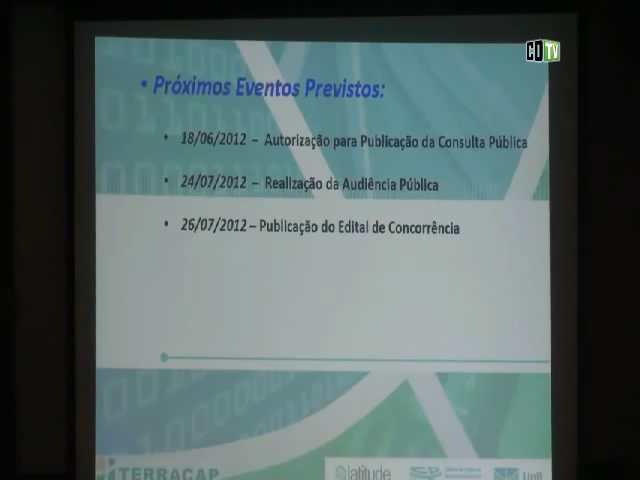 CDTV
• Próximos Eventos Previstos:
• 18/06/2012 – Autorização para Publicação da Consulta Pública
• 24/07/2012 – Realização da Audiência Pública
• 26/07/2012 – Publicação do Edital de Concorrência
TERRACAP latitude UnB